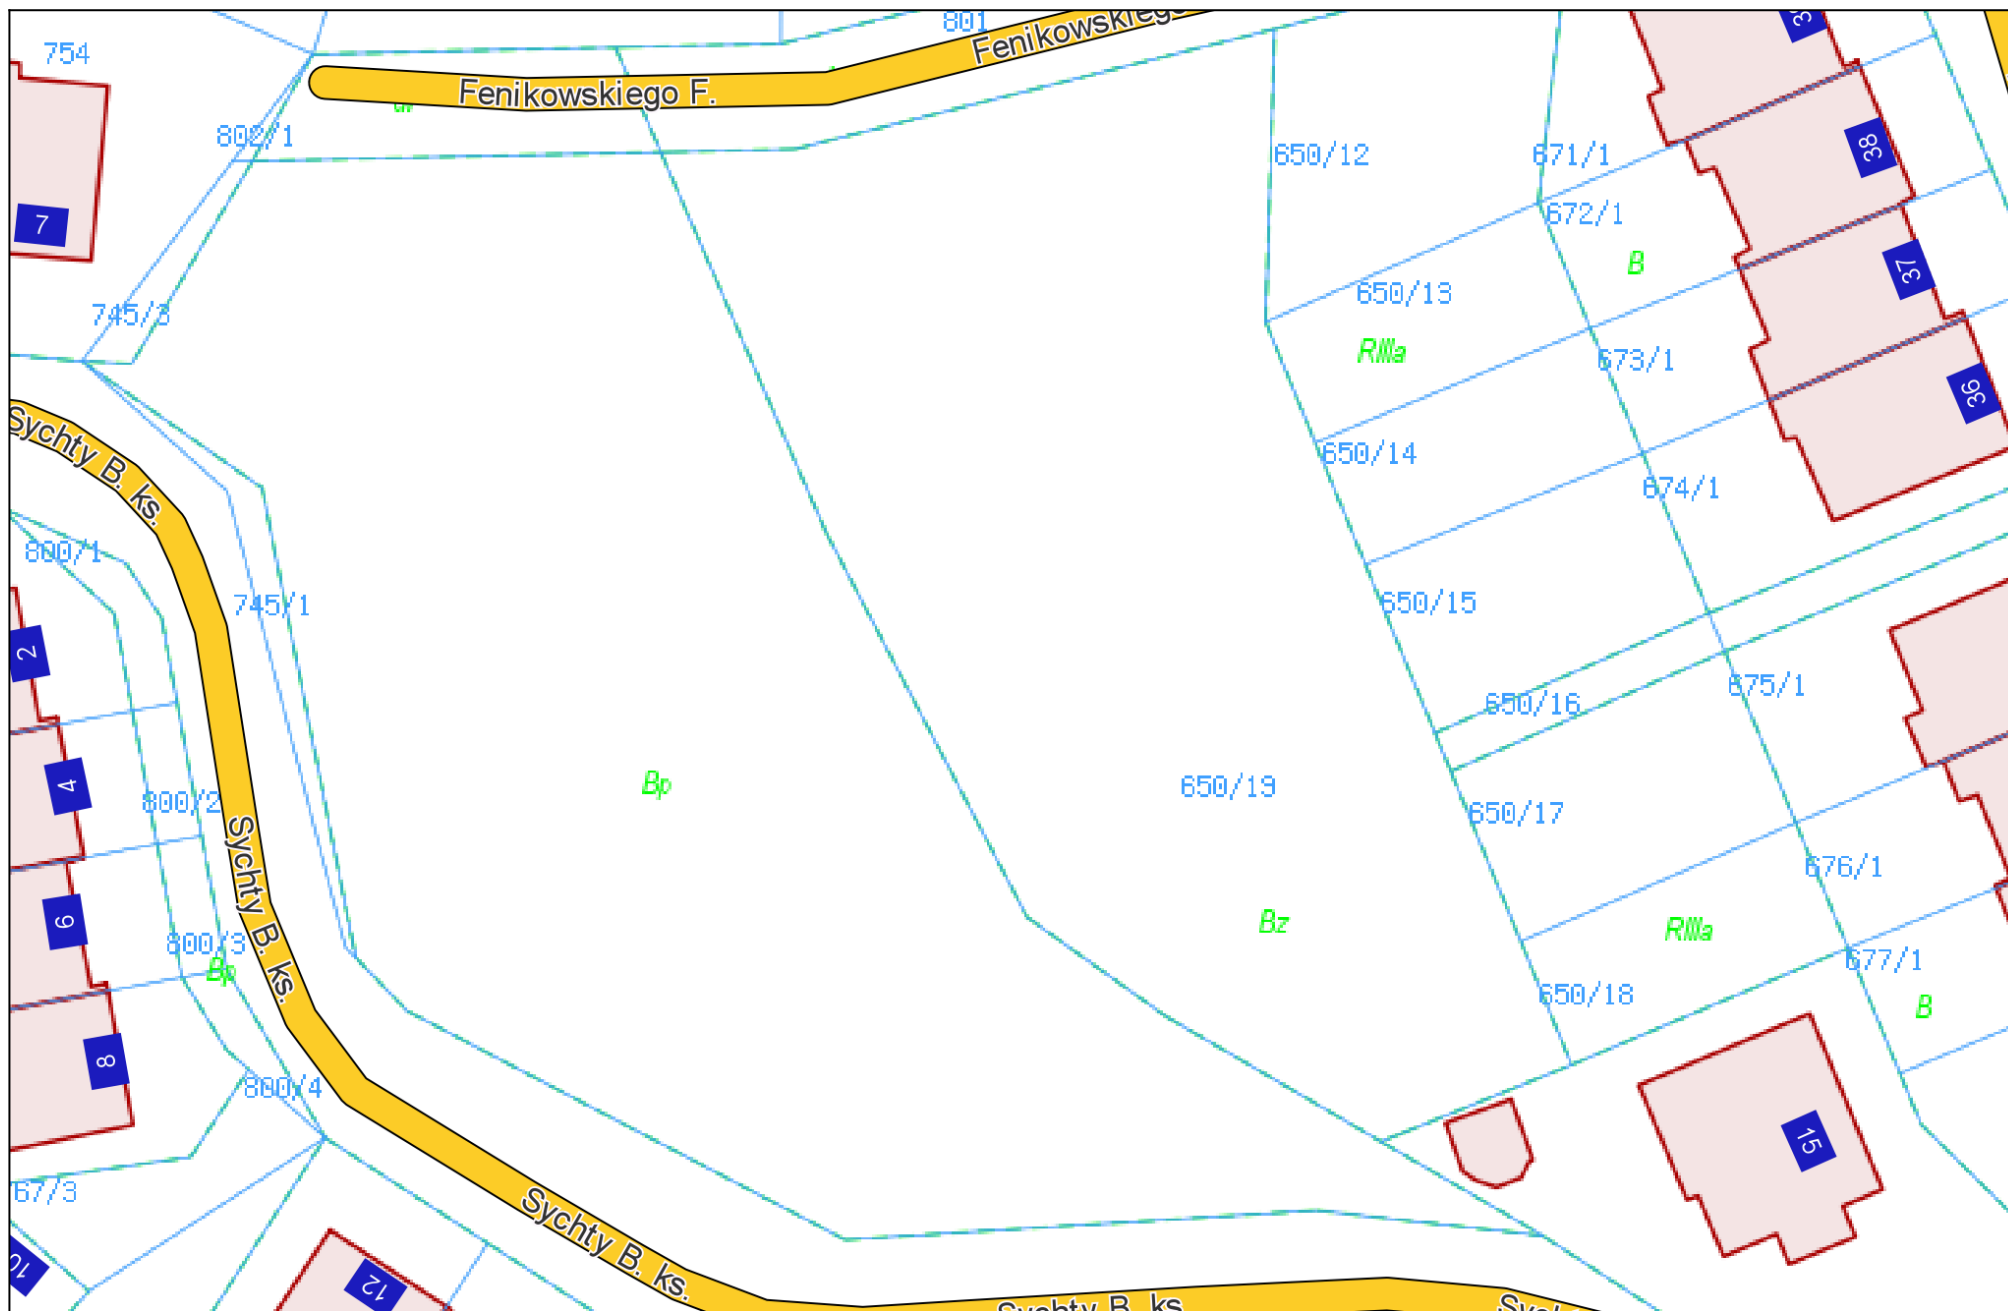 801
754
Fenikowskiego
Fenikowskiego F.
802/1
650/12
671/1
38
7
672/1
B
37
650/13
745/3
RIIIa
673/1
36
Sychty B. ks.
650/14
674/1
800/1
745/1
650/15
2
675/1
650/16
Bp
4
650/19
800/2
650/17
676/1
Sychty B. ks.
6
Bz
RIIIa
800/3
Bp
677/1
650/18
B
8
800/4
15
67/3
Sychty B. ks.
10
12
Sychty B. ks.